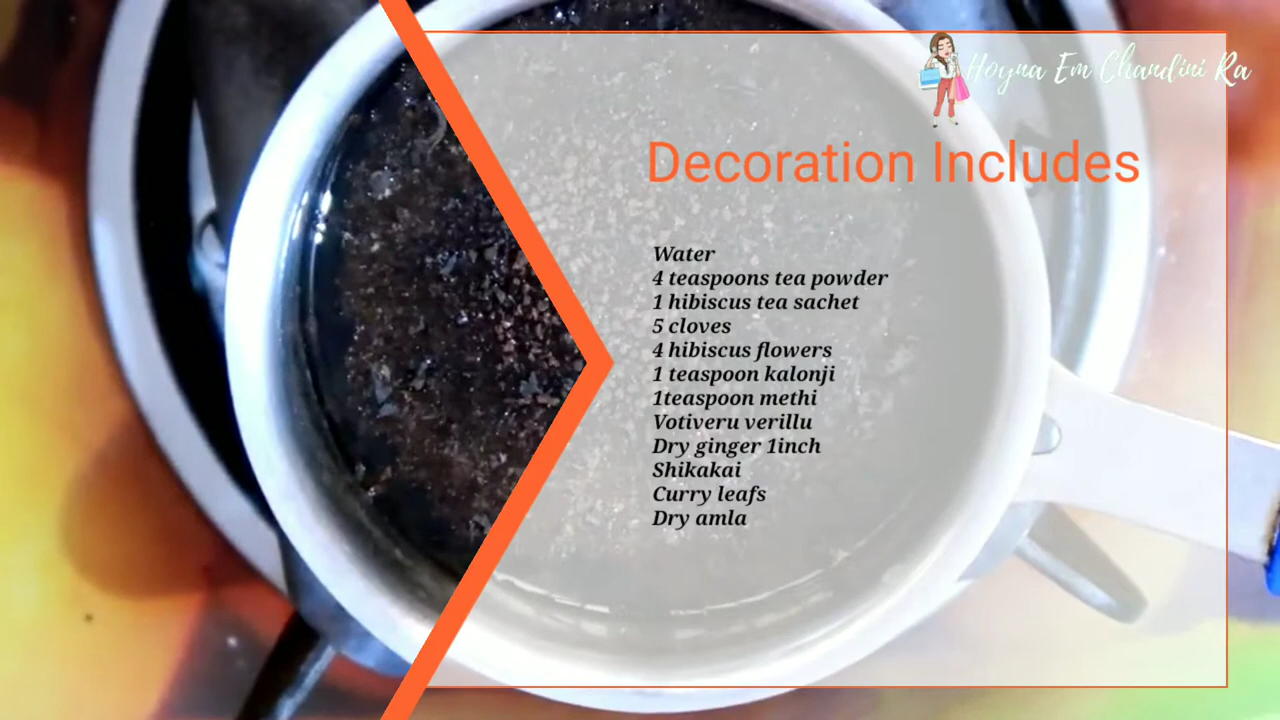 Hoyna Em Chandini Ra
Decoration Includes
Water
4 teaspoons tea powder
1 hibiscus tea sachet
5 cloves
4 hibiscus flowers
1 teaspoon kalonji
1teaspoon methi
Votiveru verillu
Dry ginger 1inch
Shikakai
Curry leafs
Dry amla